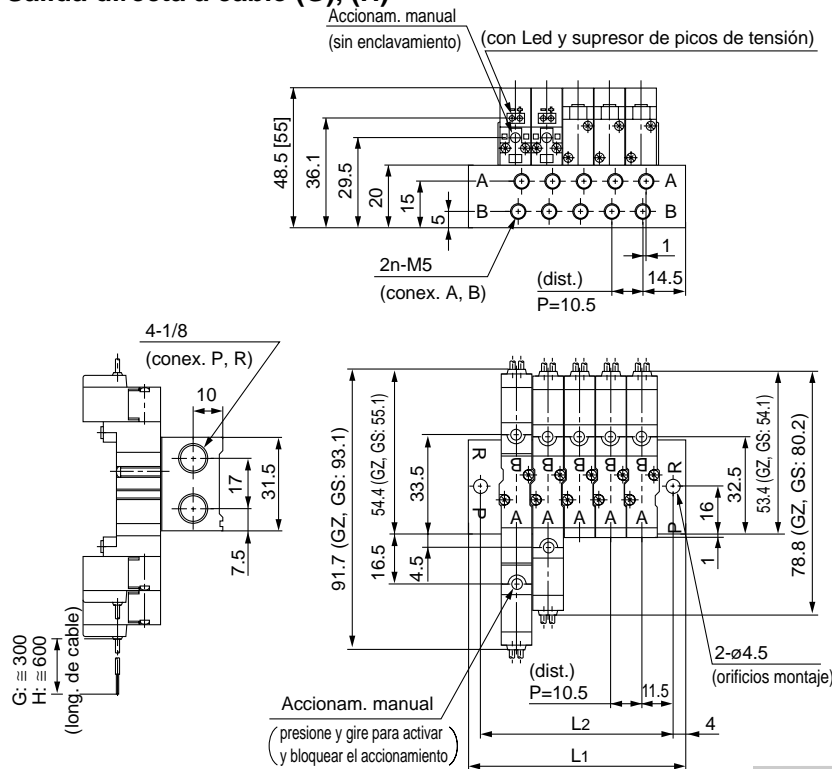 Accionam. manual
(sin enclavamiento)
(con Led y supresor de picos de tensión)
48.5 [55]
36.1
29.5
20
15
5
A
A
B
B
1
2n-M5
(conex. A, B)
(dist.)
P=10.5
14.5
4-1/8
(conex. P, R)
10
17
31.5
7.5
G: ≅ 300
H: ≅ 600
(long. de cable)
91.7 (GZ, GS: 93.1)
54.4 (GZ, GS: 55.1)
33.5
16.5
4.5
R
P
B
B
B
B
B
A
A
A
A
A
R
P
16
1
32.5
53.4 (GZ, GS: 54.1)
78.8 (GZ, GS: 80.2)
2-ø4.5
(orificios montaje)
(dist.)
P=10.5
11.5
Accionam. manual
(presione y gire para activar
y bloquear el accionamiento)
L2
4
L1